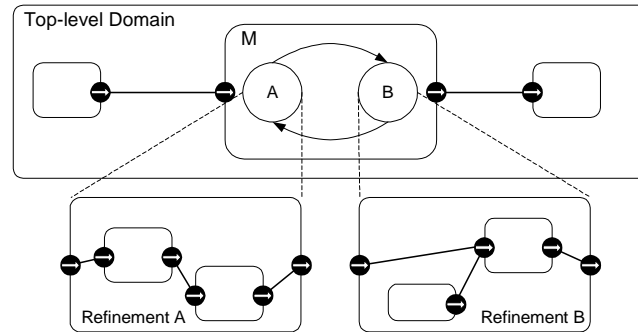 Top-level Domain
M
A
B
Refinement A
Refinement B